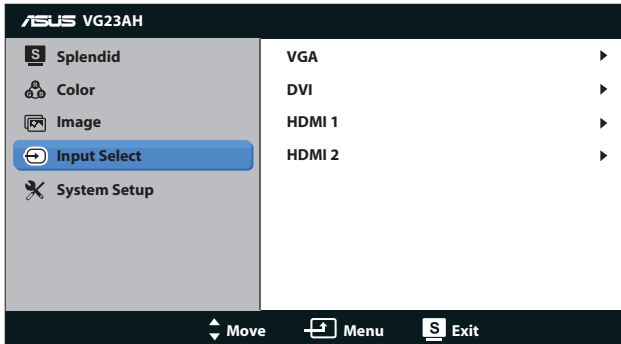 ASUS VG23AH
S Splendid
Color
Image
Input Select
System Setup
VGA
DVI
HDMI 1
HDMI 2
Move Menu S Exit